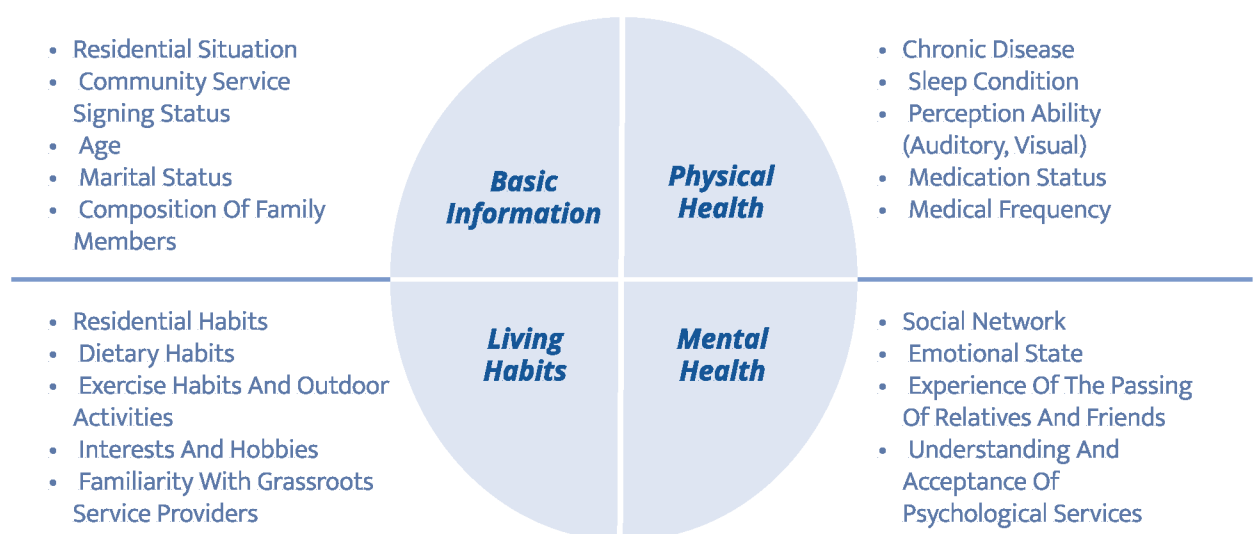 • Residential Situation
• Community Service
Signing Status
• Age
• Marital Status
• Composition Of Family
Members
Basic
Information
Physical
Health
• Chronic Disease
• Sleep Condition
• Perception Ability
(Auditory, Visual)
• Medication Status
• Medical Frequency
• Residential Habits
• Dietary Habits
• Exercise Habits And Outdoor
Activities
• Interests And Hobbies
• Familiarity With Grassroots
Service Providers
Living
Habits
Mental
Health
• Social Network
• Emotional State
• Experience Of The Passing
Of Relatives And Friends
• Understanding And
Acceptance Of
Psychological Services